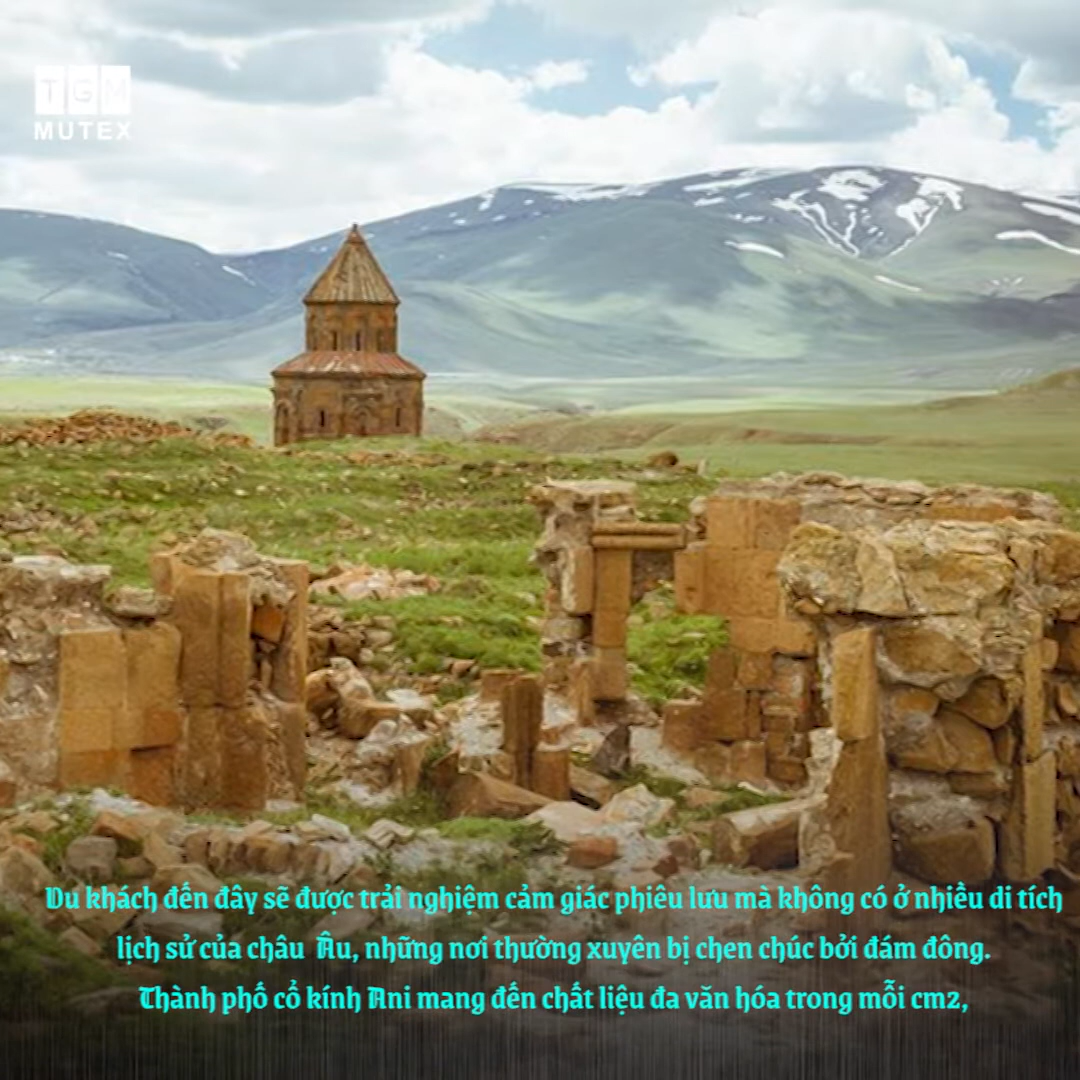 TGM
MUTEX
Du khách đến đây sẽ được trải nghiệm cảm giác phiêu lưu mà không có ở nhiều di tích
lịch sử của châu Âu, những nơi thường xuyên bị chen chúc bởi đám đông.
Thành phố cổ kính Ani mang đến chất liệu đa văn hóa trong mỗi cm2,